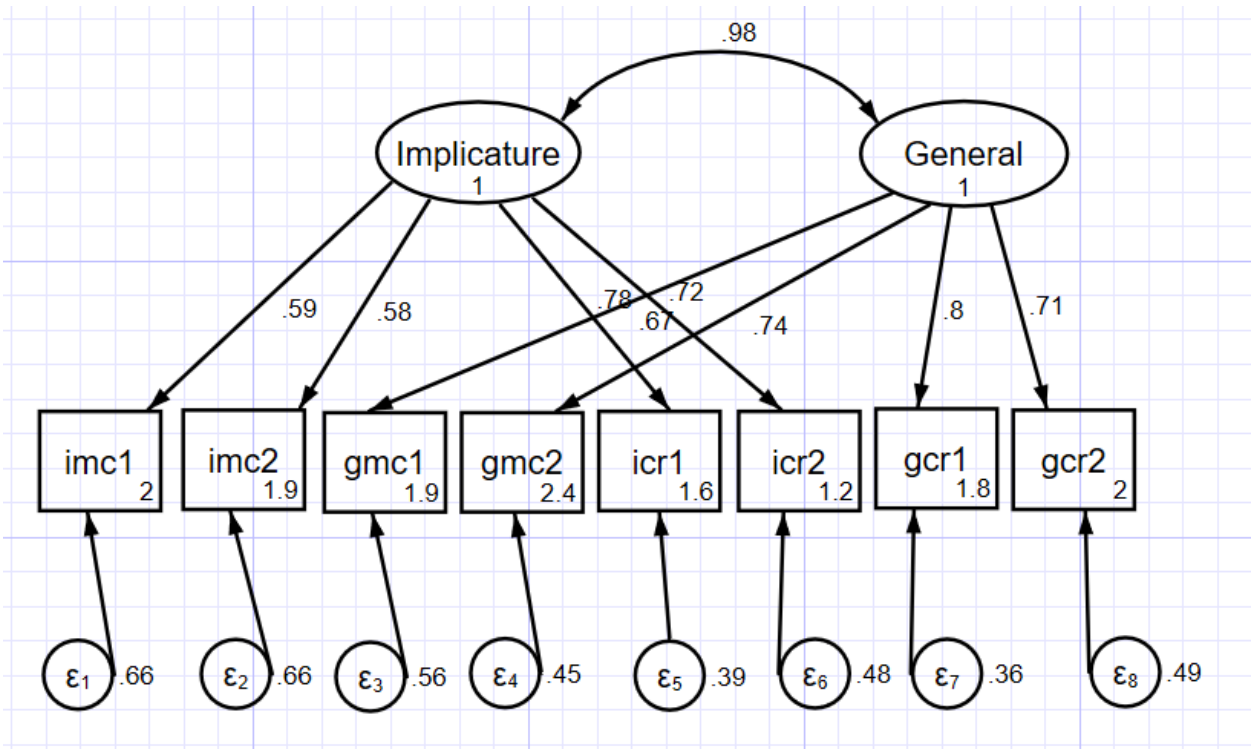 .98
Implicature
1
General
1
.59
.58
.78
.67
.72
.74
.8
.71
imc1
2
imc2
1.9
gmc1
1.9
gmc2
2.4
icr1
1.6
icr2
1.2
gcr1
1.8
gcr2
2
ε1 .66
ε2 .66
ε3 .56
ε4 .45
ε5 .39
ε6 .48
ε7 .36
ε8 .49